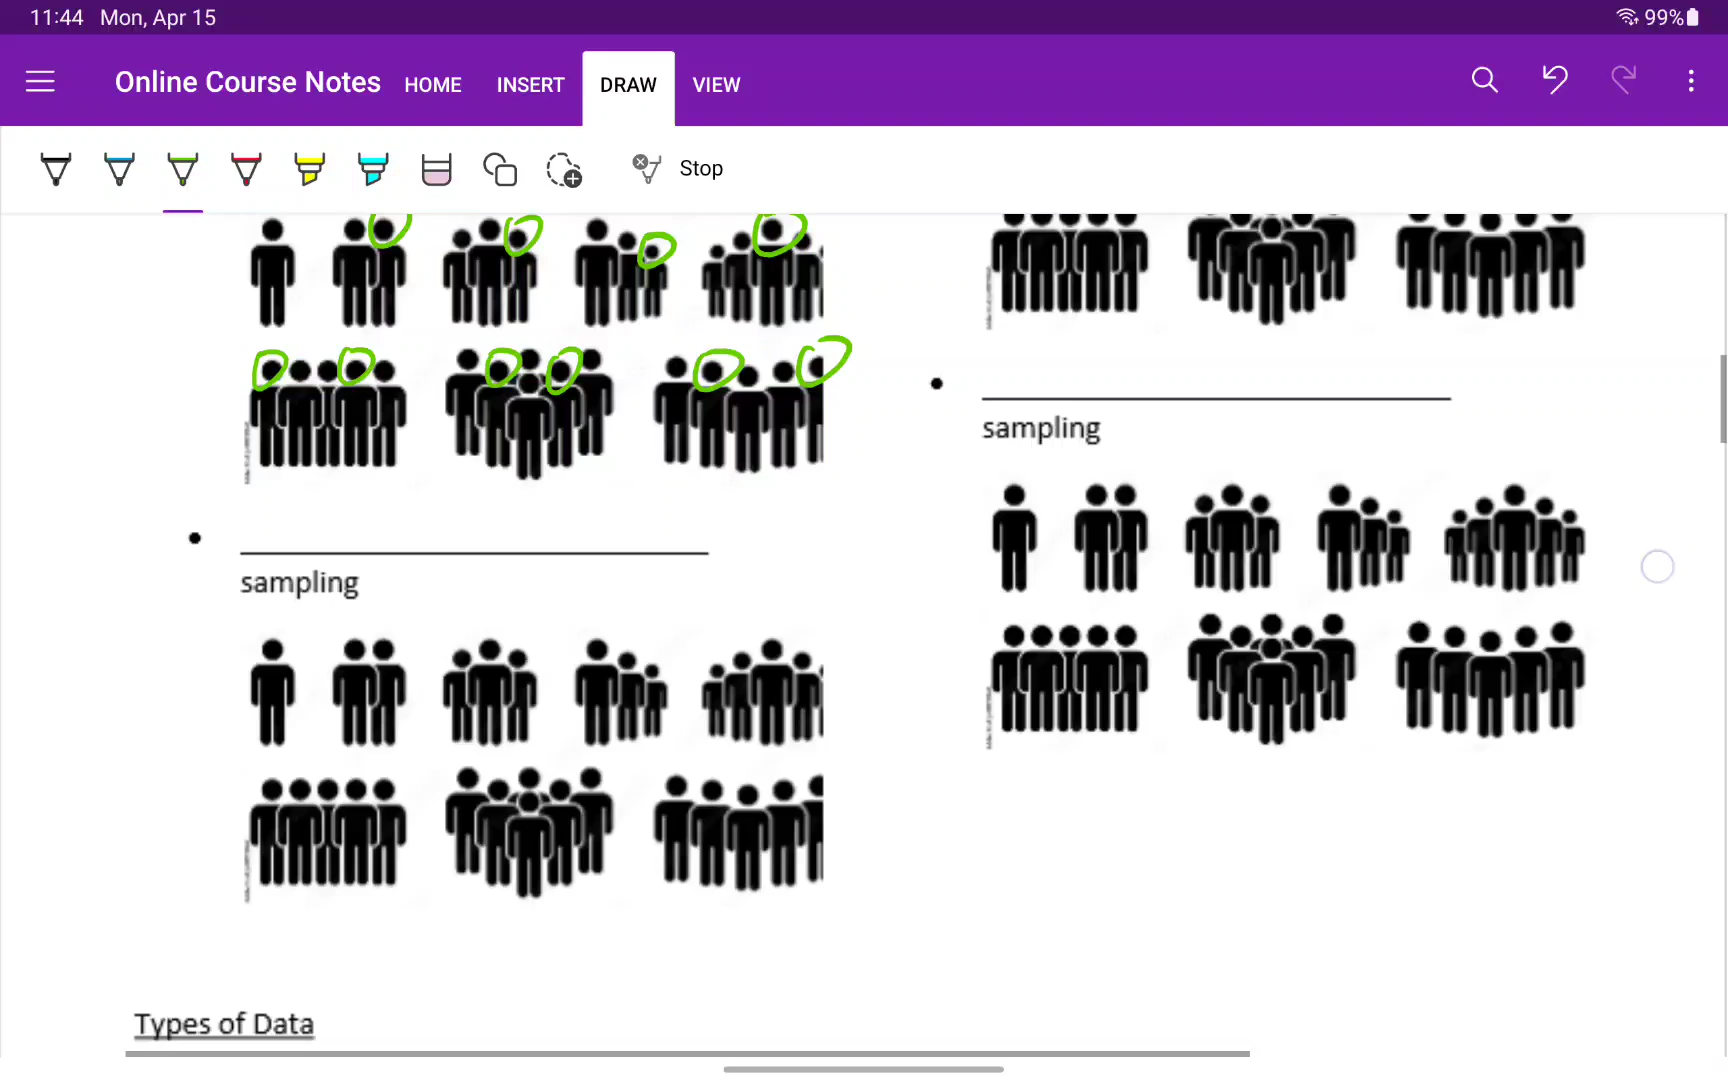 11:44 Mon, Apr 15
99%
Online Course Notes HOME INSERT DRAW VIEW
Stop
sampling
sampling
Types of Data